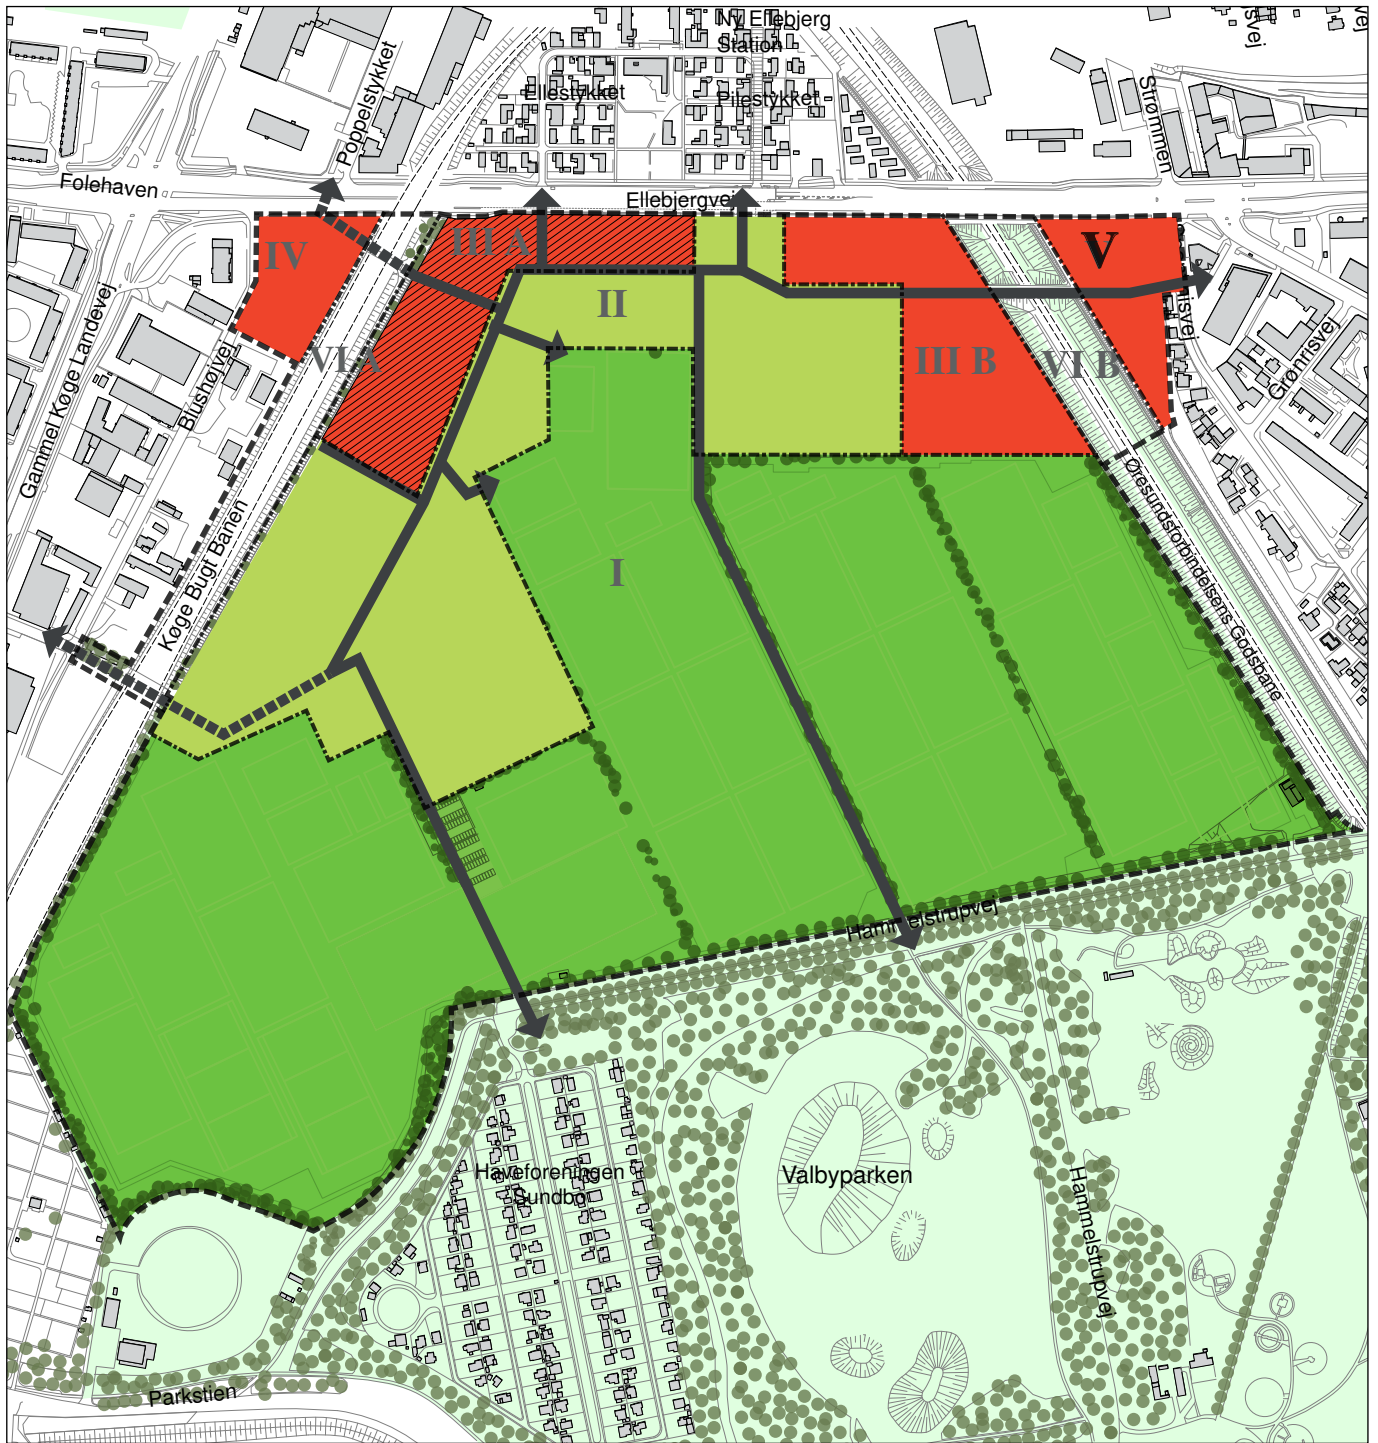 Ny Ellebjerg
Station
Poppelstykket
Ellestykket
Pilestykket
Strømmen
Folehaven
Ellebjergvej
IV
III A
V
II
VI A
III B
VI B
Grønrisvej
Gammel Køge Landevej
Blushøjvej
Køge Bugt Banen
Øresundsforbindelsens Godsbane
I
Hammelstrupvej
Haveforeningen
Sundbo
Valbyparken
Hammelstrupvej
Parkstien